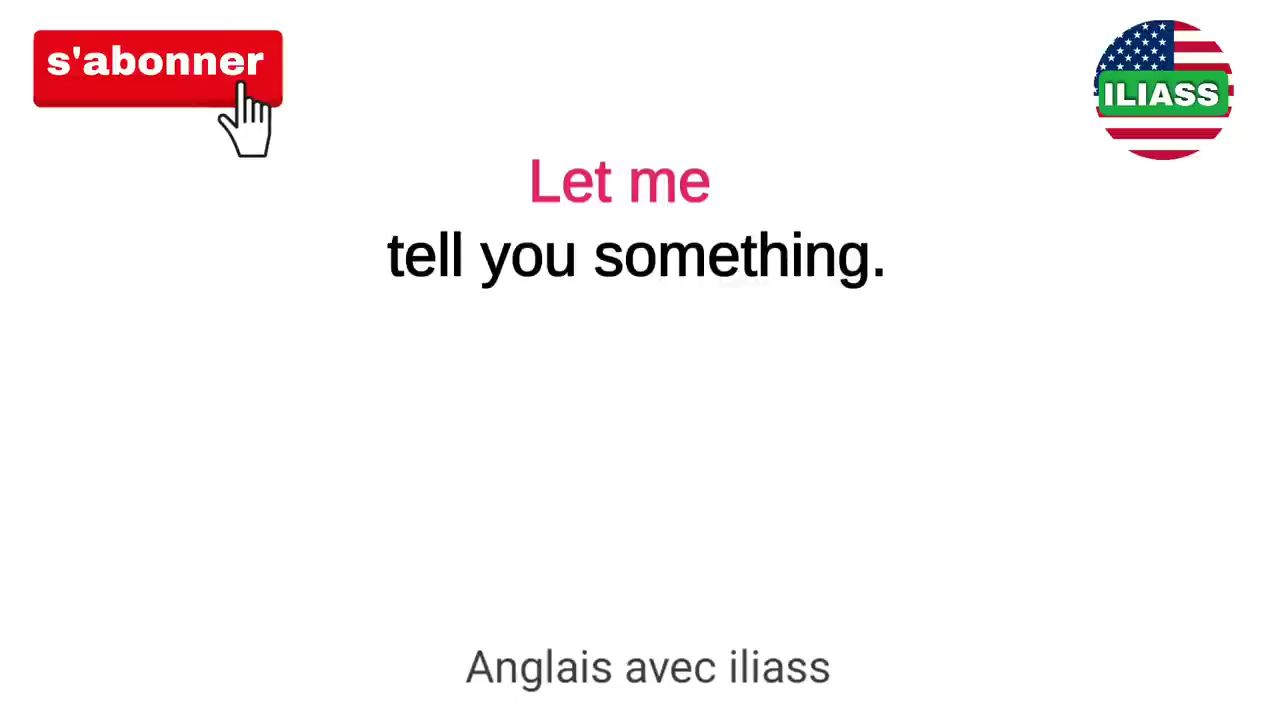 s'abonner
ILIASS
Let me
tell you something.
Anglais avec iliass